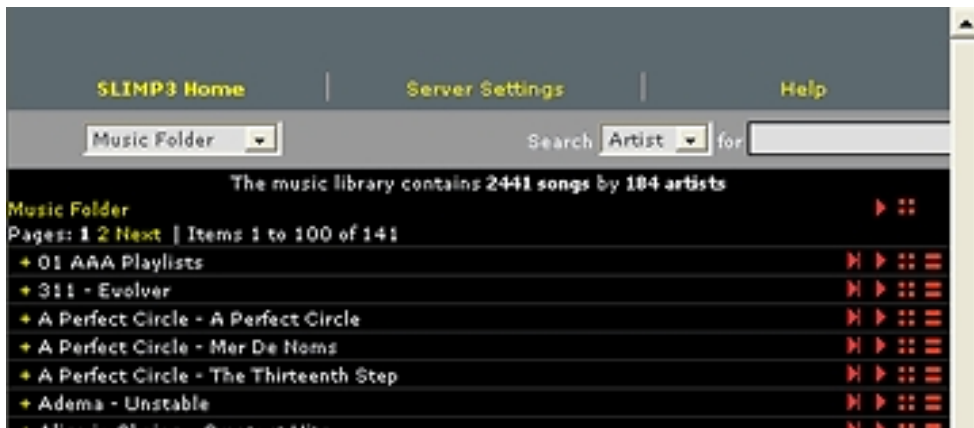 SLIMP3 Home | Server Settings | Help
Music Folder Search Artist for
The music library contains 2441 songs by 184 artists
Music Folder
Pages: 1 2 Next | Items 1 to 100 of 141
+ 01 AAA Playlists
+ 311 - Evolver
+ A Perfect Circle - A Perfect Circle
+ A Perfect Circle - Mer De Noms
+ A Perfect Circle - The Thirteenth Step
+ Adema - Unstable